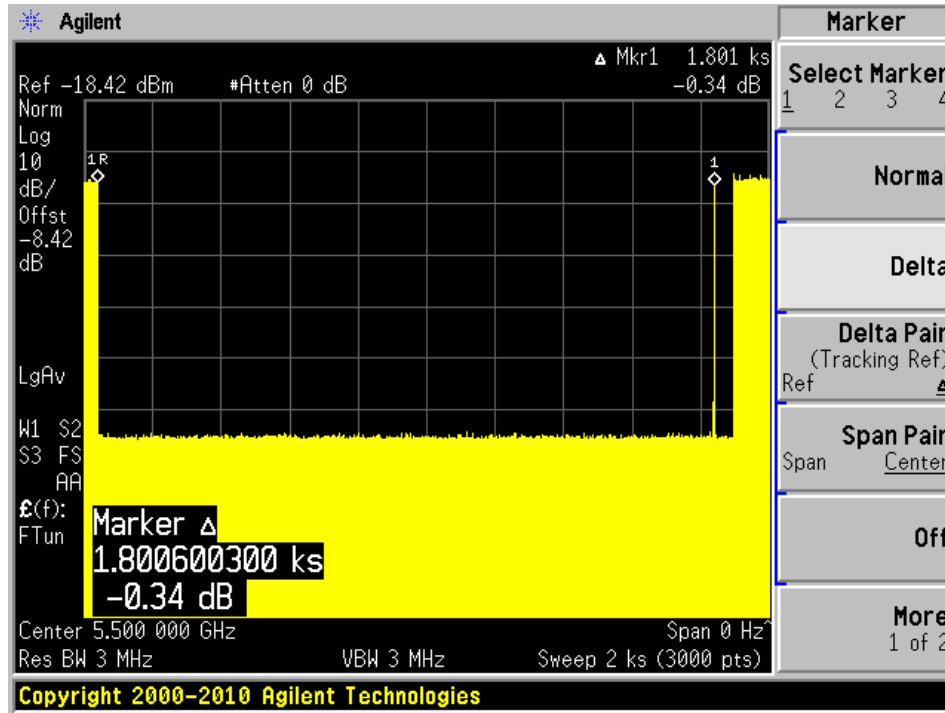 Agilent
Marker
Δ Mkr1 1.801 ks
Ref -18.42 dBm #Atten 0 dB -0.34 dB
Norm
Log
10
dB/
Offst
-8.42
dB
1R
1
LgAv
W1 S2
S3 FS
AA
£(f):
FTun
Marker Δ
1.800600300 ks
-0.34 dB
Center 5.500 000 GHz Span 0 Hz^
Res BW 3 MHz VBW 3 MHz Sweep 2 ks (3000 pts)
Copyright 2000-2010 Agilent Technologies
Select Marker
1 2 3 4
Normal
Delta
Delta Pair
(Tracking Ref)
Ref Δ
Span Pair
Span Center
Off
More
1 of 2